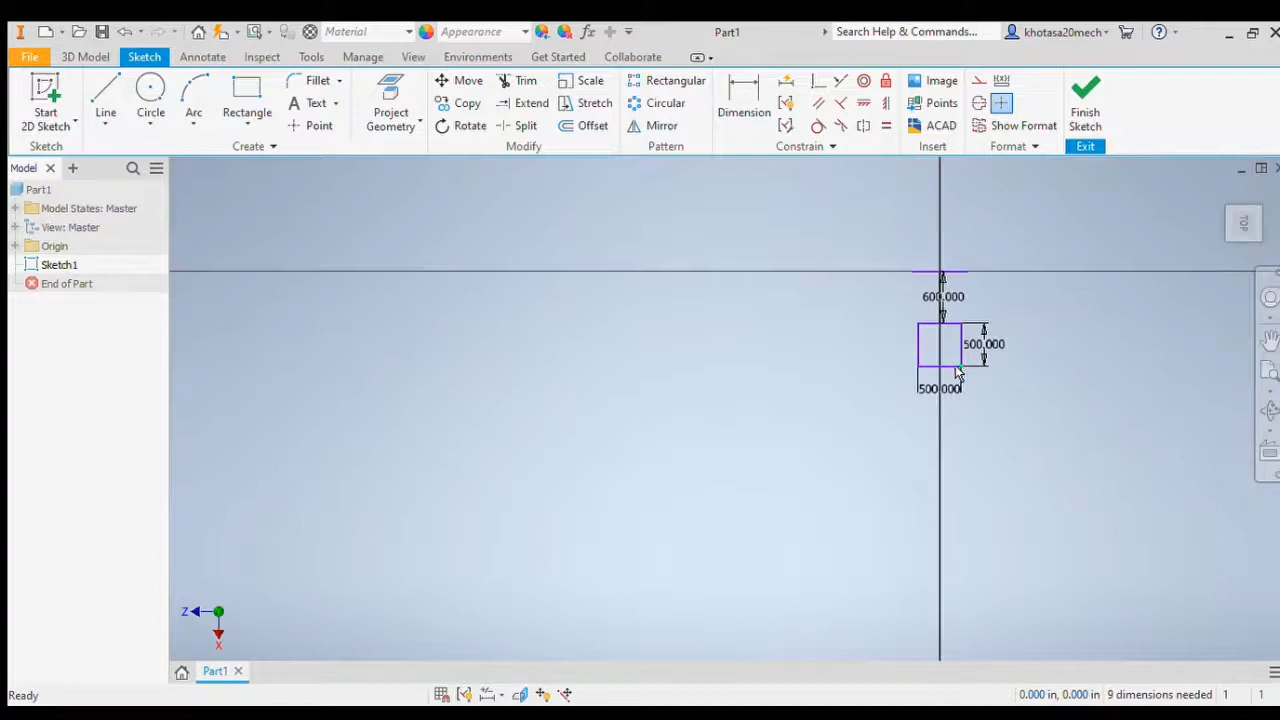 Material
Appearance
Part1
Search Help & Commands...
khotasa20mech
File
3D Model
Sketch
Annotate
Inspect
Tools
Manage
View
Environments
Get Started
Collaborate
Start
2D Sketch
Line
Circle
Arc
Rectangle
Fillet
Text
Point
Project
Geometry
Move
Copy
Rotate
Trim
Extend
Split
Scale
Stretch
Offset
Rectangular
Circular
Mirror
Dimension
Image
Points
ACAD
Show Format
Finish
Sketch
Sketch
Create
Modify
Pattern
Constrain
Insert
Format
Exit
Model
Part1
Model States: Master
View: Master
Origin
Sketch1
End of Part
TOP
600.000
500.000
500.000
Z
X
Part1
Ready
0.000 in, 0.000 in
9 dimensions needed
1
1